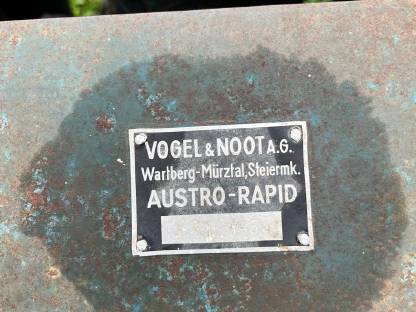 VOGEL & NOOT A.G.
Wartberg-Mürztal, Steiermk.
AUSTRO-RAPID